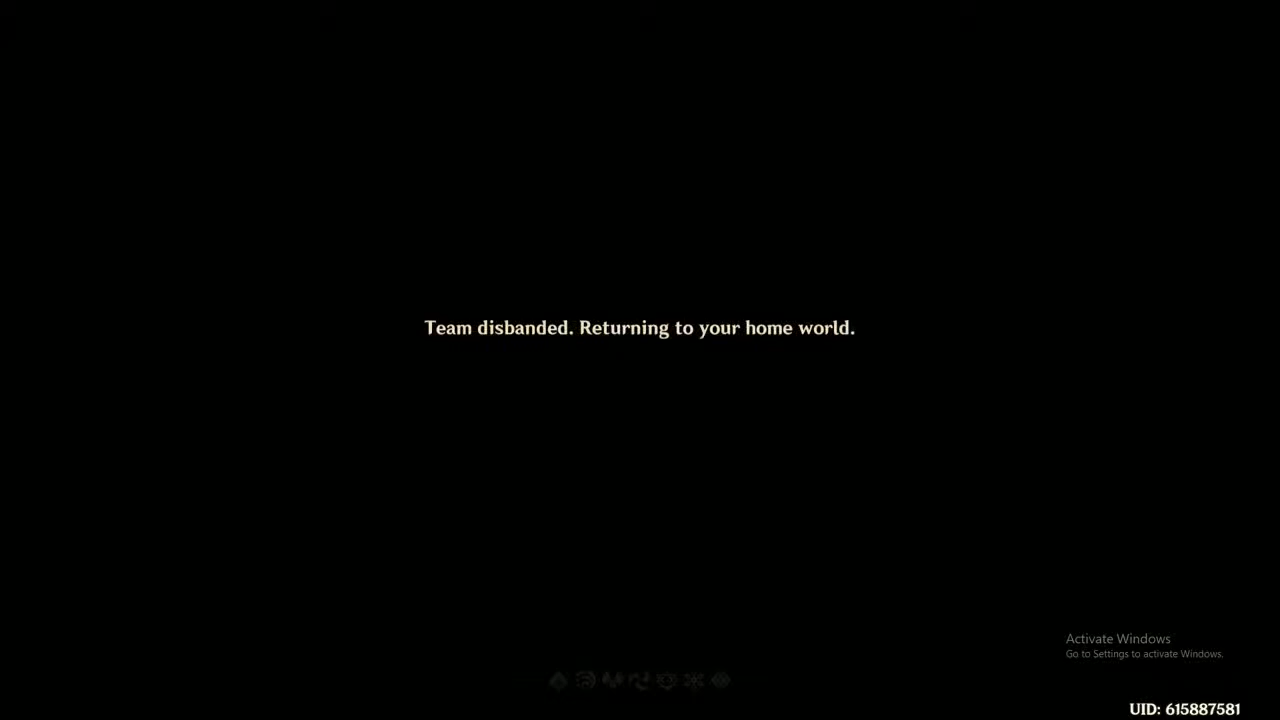 Team disbanded. Returning to your home world.
Activate Windows
Go to Settings to activate Windows.
UID: 615887581